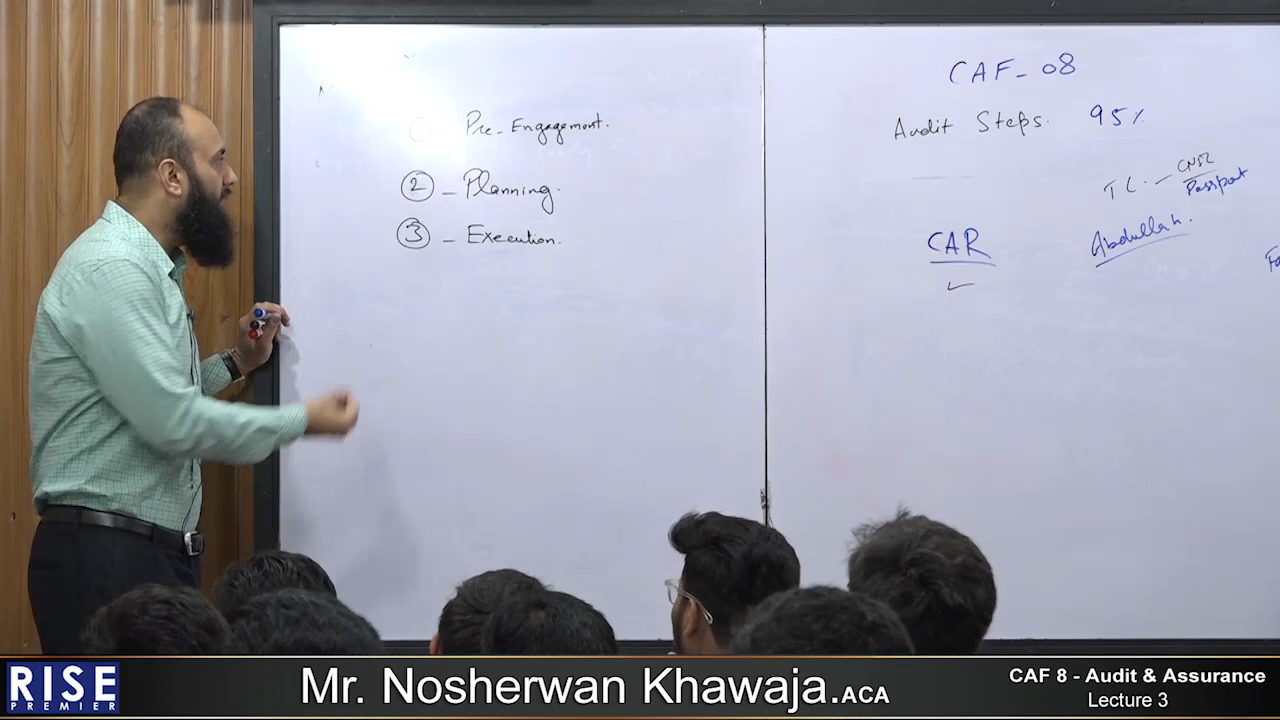 ① - Pre-Engagement.
② - Planning.
③ - Execution.
CAF-08
Audit Steps. 95%
Passport
CAR
Abdullah.
RISE
PREMIER
Mr. Nosherwan Khawaja.ACA
CAF 8 - Audit & Assurance
Lecture 3